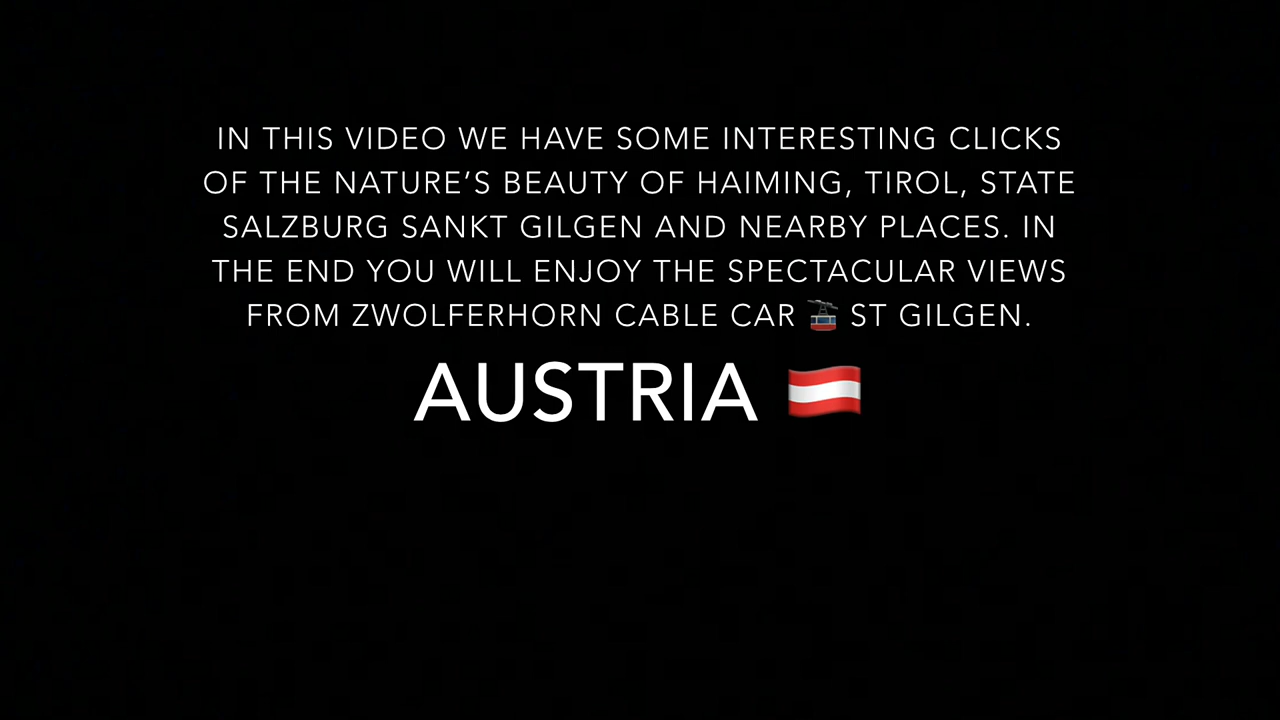 IN THIS VIDEO WE HAVE SOME INTERESTING CLICKS
OF THE NATURE’S BEAUTY OF HAIMING, TIROL, STATE
SALZBURG SANKT GILGEN AND NEARBY PLACES. IN
THE END YOU WILL ENJOY THE SPECTACULAR VIEWS
FROM ZWOLFERHORN CABLE CAR 🚡 ST GILGEN.
AUSTRIA 🇦🇹